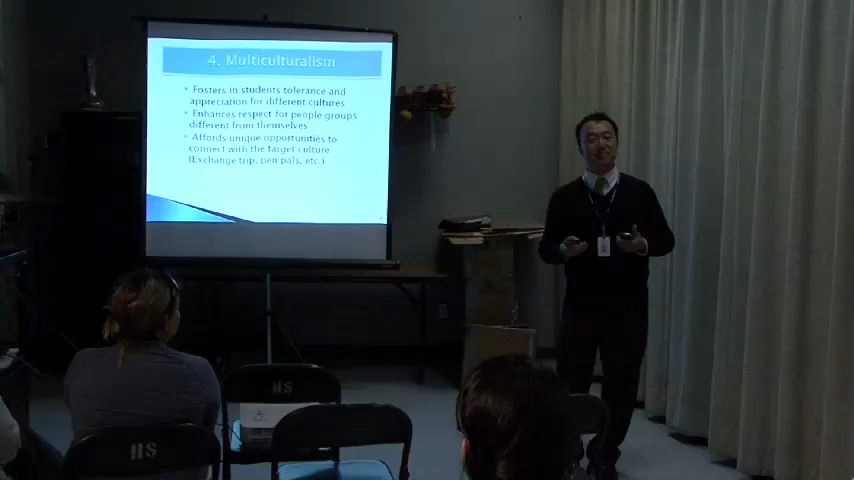 4. Multiculturalism
Fosters in students tolerance and
appreciation for different cultures
Enhances respect for people groups
different from themselves
Affords unique opportunities to
connect with the target culture
(Exchange trip, pen pals, etc.)
HS
HS